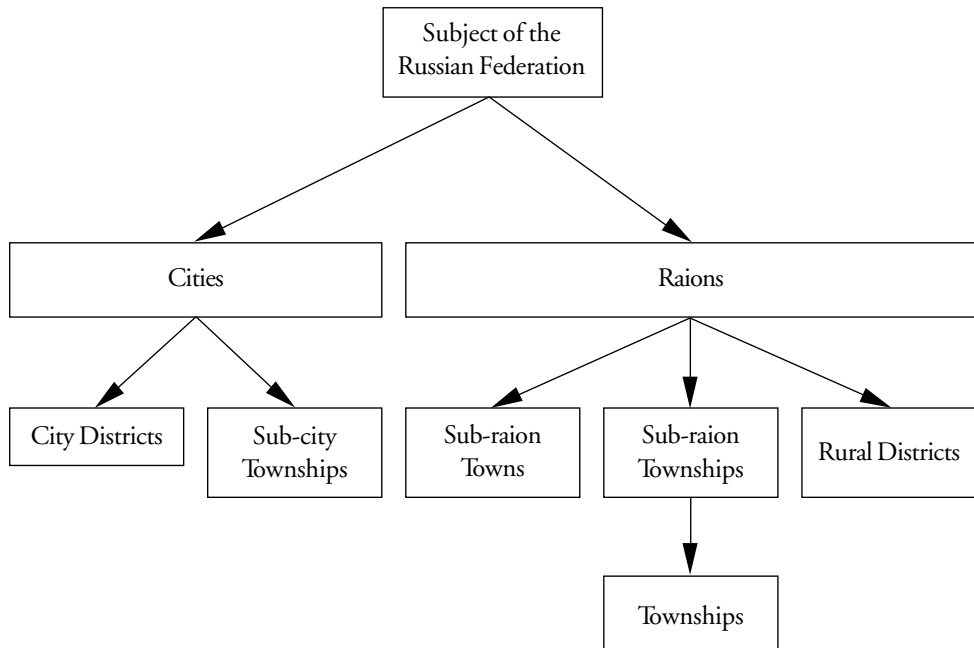 Subject of the
Russian Federation
Cities
Raions
City Districts
Sub-city
Townships
Sub-raion
Towns
Sub-raion
Townships
Rural Districts
Townships